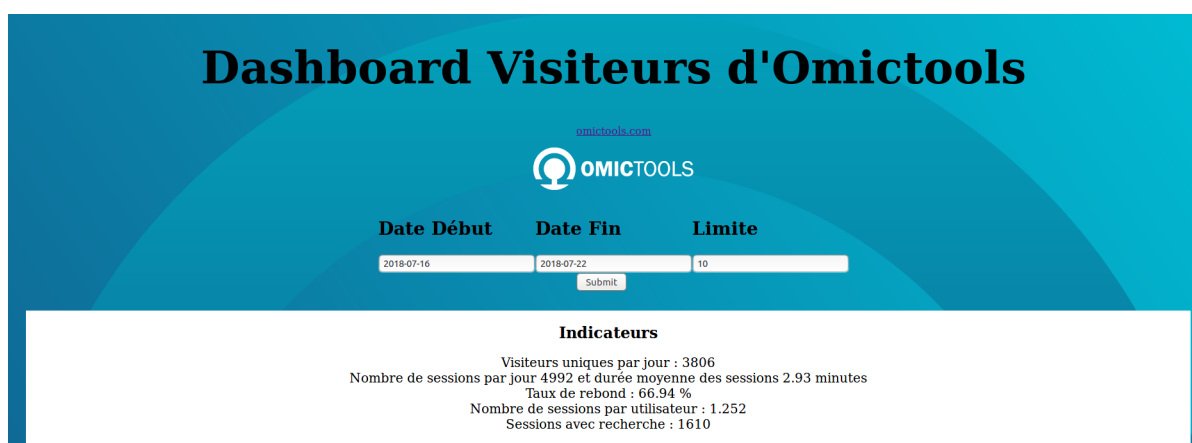 Dashboard Visiteurs d'Omictools
omictools.com
OMICTOOLS
Date Début Date Fin Limite
2018-07-16 2018-07-22 10
Submit
Indicateurs
Visiteurs uniques par jour : 3806
Nombre de sessions par jour 4992 et durée moyenne des sessions 2.93 minutes
Taux de rebond : 66.94 %
Nombre de sessions par utilisateur : 1.252
Sessions avec recherche : 1610